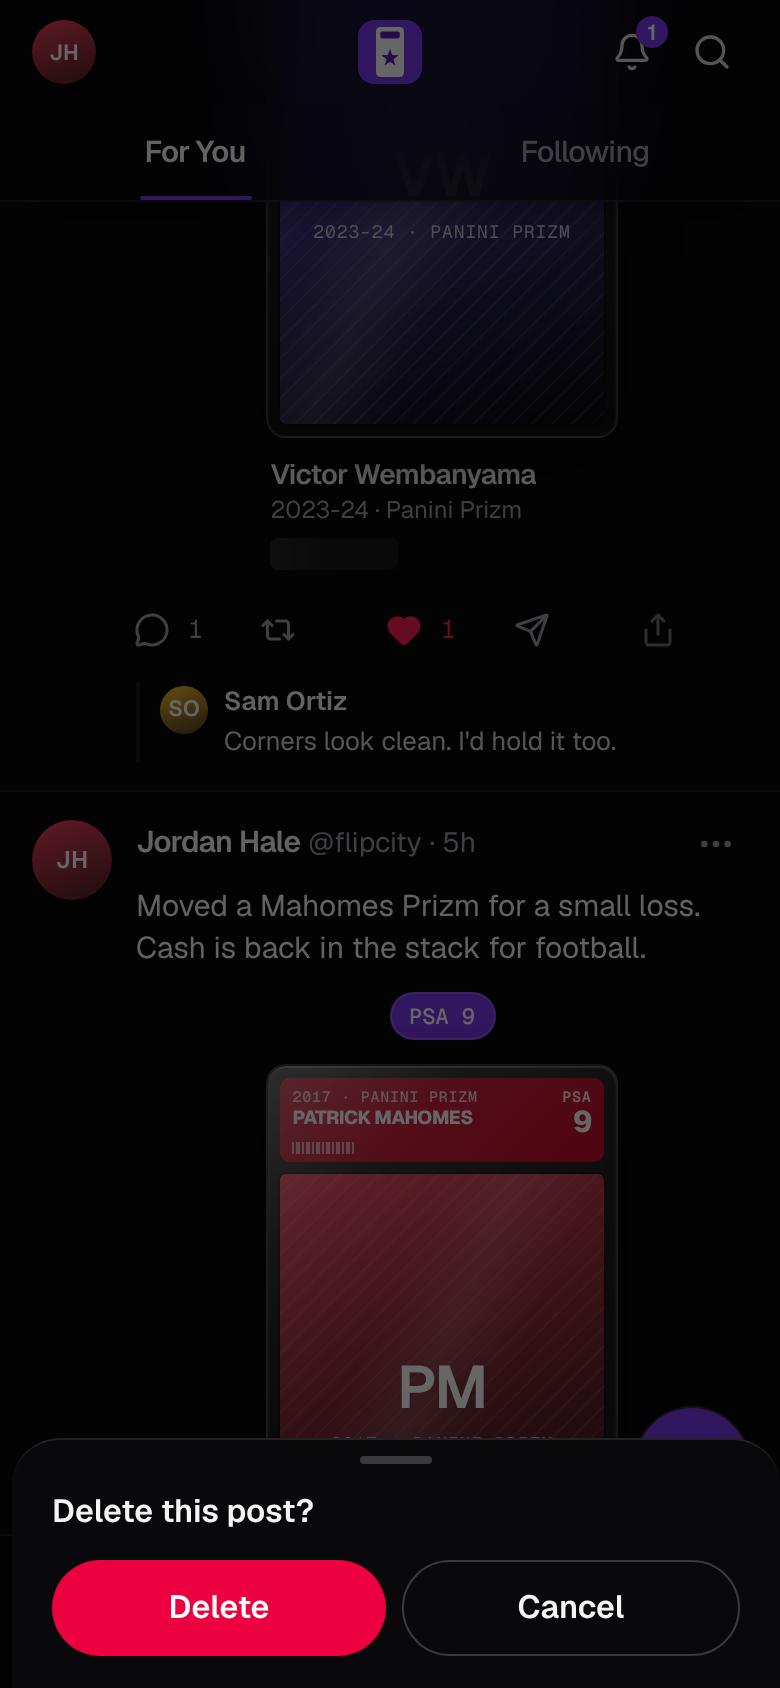 JH
1
For You
Following
VW
2023-24 · PANINI PRIZM
Victor Wembanyama
2023-24 · Panini Prizm
1
1
SO
Sam Ortiz
Corners look clean. I'd hold it too.
JH
Jordan Hale @flipcity · 5h
Moved a Mahomes Prizm for a small loss.
Cash is back in the stack for football.
PSA 9
2017 · PANINI PRIZM
PSA
PATRICK MAHOMES
9
PM
Delete this post?
Delete
Cancel